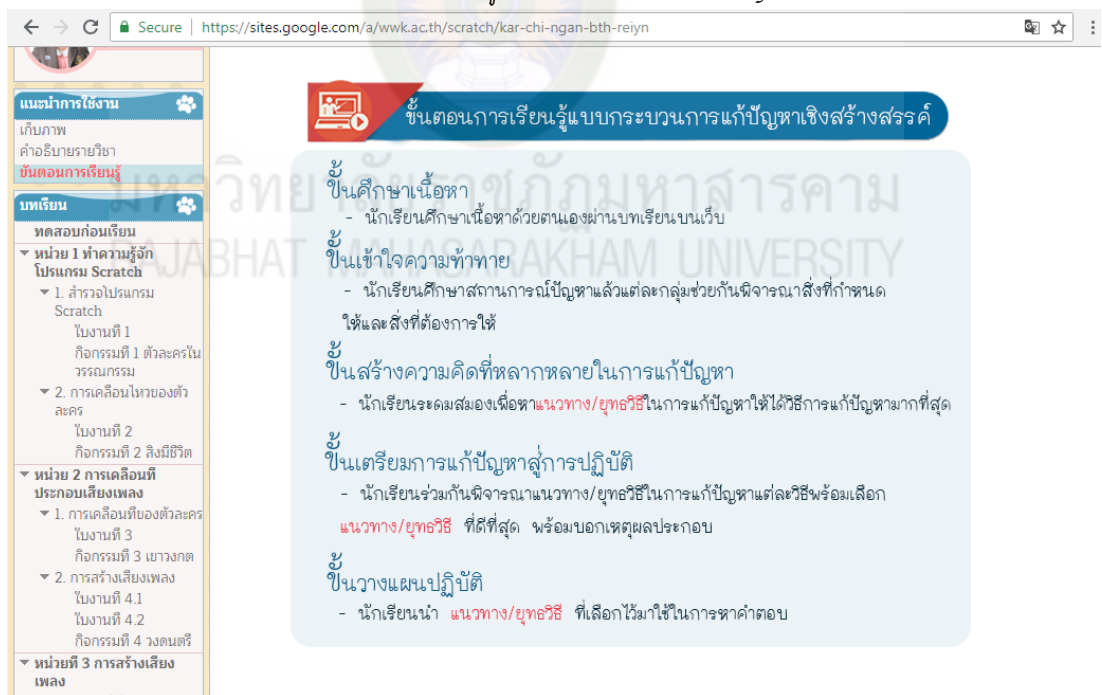 Secure | https://sites.google.com/a/wwk.ac.th/scratch/kar-chi-ngan-bth-reiyn
แนะนำการใช้งาน
เก็บภาพ
คำอธิบายรายวิชา
ขั้นตอนการเรียนรู้
บทเรียน
ทดสอบก่อนเรียน
หน่วย 1 ทำความรู้จัก
โปรแกรม Scratch
1. สำรวจโปรแกรม
Scratch
ใบงานที่ 1
กิจกรรมที่ 1 ตัวละครใน
วรรณกรรม
2. การเคลื่อนไหวของตัว
ละคร
ใบงานที่ 2
กิจกรรมที่ 2 สิ่งมีชีวิต
หน่วย 2 การเคลื่อนที่
ประกอบเสียงเพลง
1. การเคลื่อนที่ของตัวละคร
ใบงานที่ 3
กิจกรรมที่ 3 เขาวงกต
2. การสร้างเสียงเพลง
ใบงานที่ 4.1
ใบงานที่ 4.2
กิจกรรมที่ 4 วงดนตรี
หน่วยที่ 3 การสร้างเสียง
เพลง
ขั้นตอนการเรียนรู้แบบกระบวนการแก้ปัญหาเชิงสร้างสรรค์
ขั้นศึกษาเนื้อหา
- นักเรียนศึกษาเนื้อหาด้วยตนเองผ่านบทเรียนบนเว็บ
ขั้นเข้าใจความท้าทาย
- นักเรียนศึกษาสถานการณ์ปัญหาแล้วแต่ละกลุ่มช่วยกันพิจารณาสิ่งที่กำหนด
ให้และสิ่งที่ต้องการให้
ขั้นสร้างความคิดที่หลากหลายในการแก้ปัญหา
- นักเรียนระดมสมองเพื่อหาแนวทาง/ยุทธวิธีในการแก้ปัญหาให้ได้วิธีการแก้ปัญหามากที่สุด
ขั้นเตรียมการแก้ปัญหาสู่การปฏิบัติ
- นักเรียนร่วมกันพิจารณาแนวทาง/ยุทธวิธีในการแก้ปัญหาแต่ละวิธีพร้อมเลือก
แนวทาง/ยุทธวิธี ที่ดีที่สุด พร้อมบอกเหตุผลประกอบ
ขั้นวางแผนปฏิบัติ
- นักเรียนนำ แนวทาง/ยุทธวิธี ที่เลือกไว้มาใช้ในการหาคำตอบ
มหาวิทยาลัยราชภัฏมหาสารคาม
RAJABHAT MAHASARAKHAM UNIVERSITY